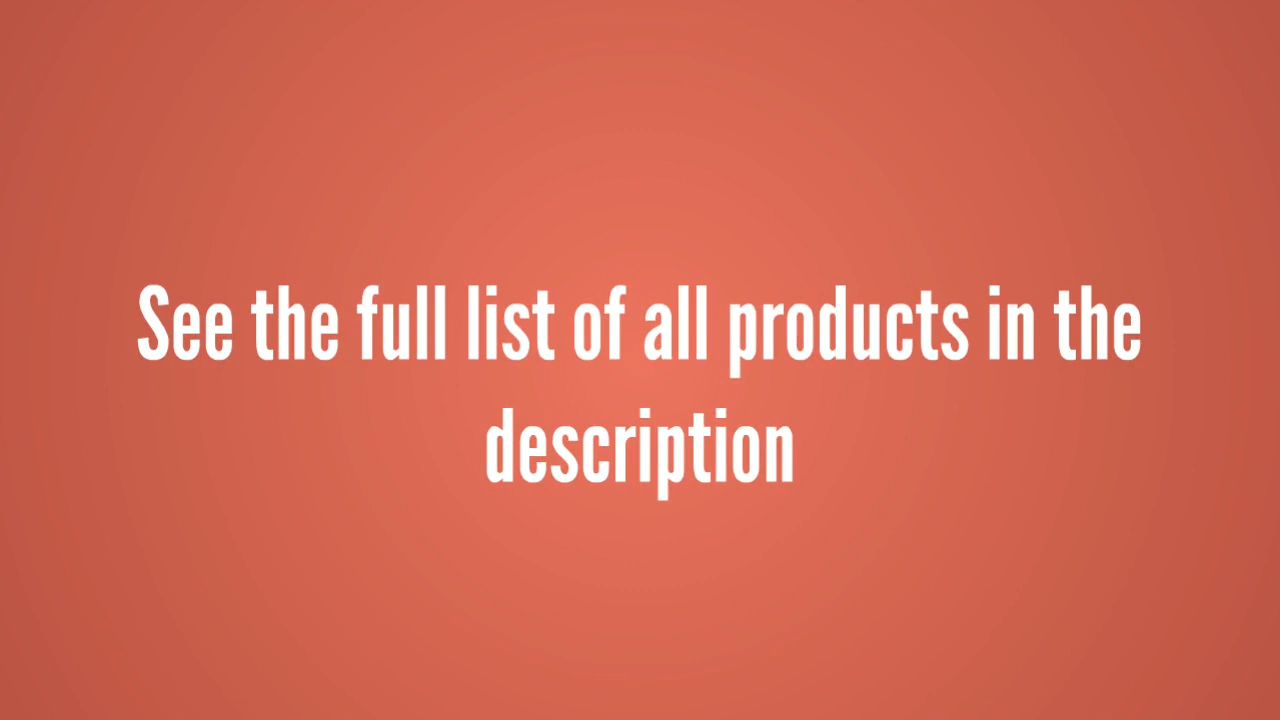 See the full list of all products in the
description